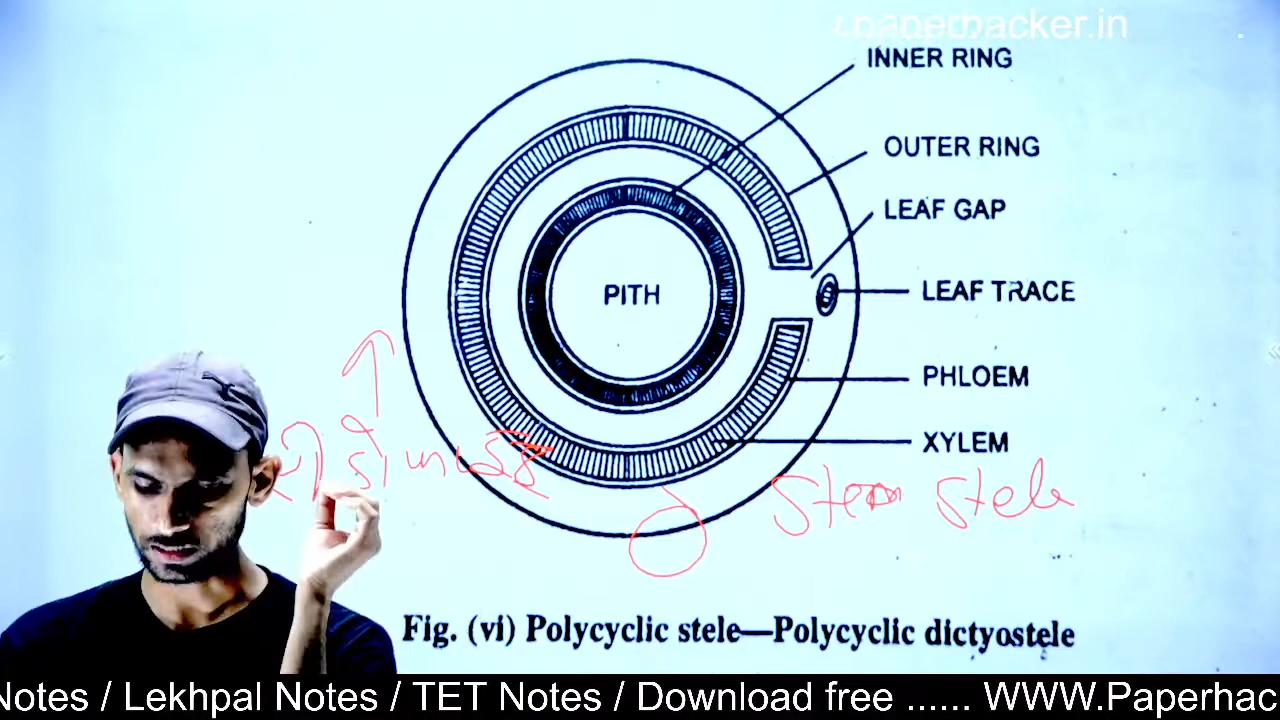 paperhacker.in
INNER RING
OUTER RING
LEAF GAP
PITH
LEAF TRACE
PHLOEM
XYLEM
Stem stele
Fig. (vi) Polycyclic stele—Polycyclic dictyostele
Notes / Lekhpal Notes / TET Notes / Download free ...... WWW.Paperhac